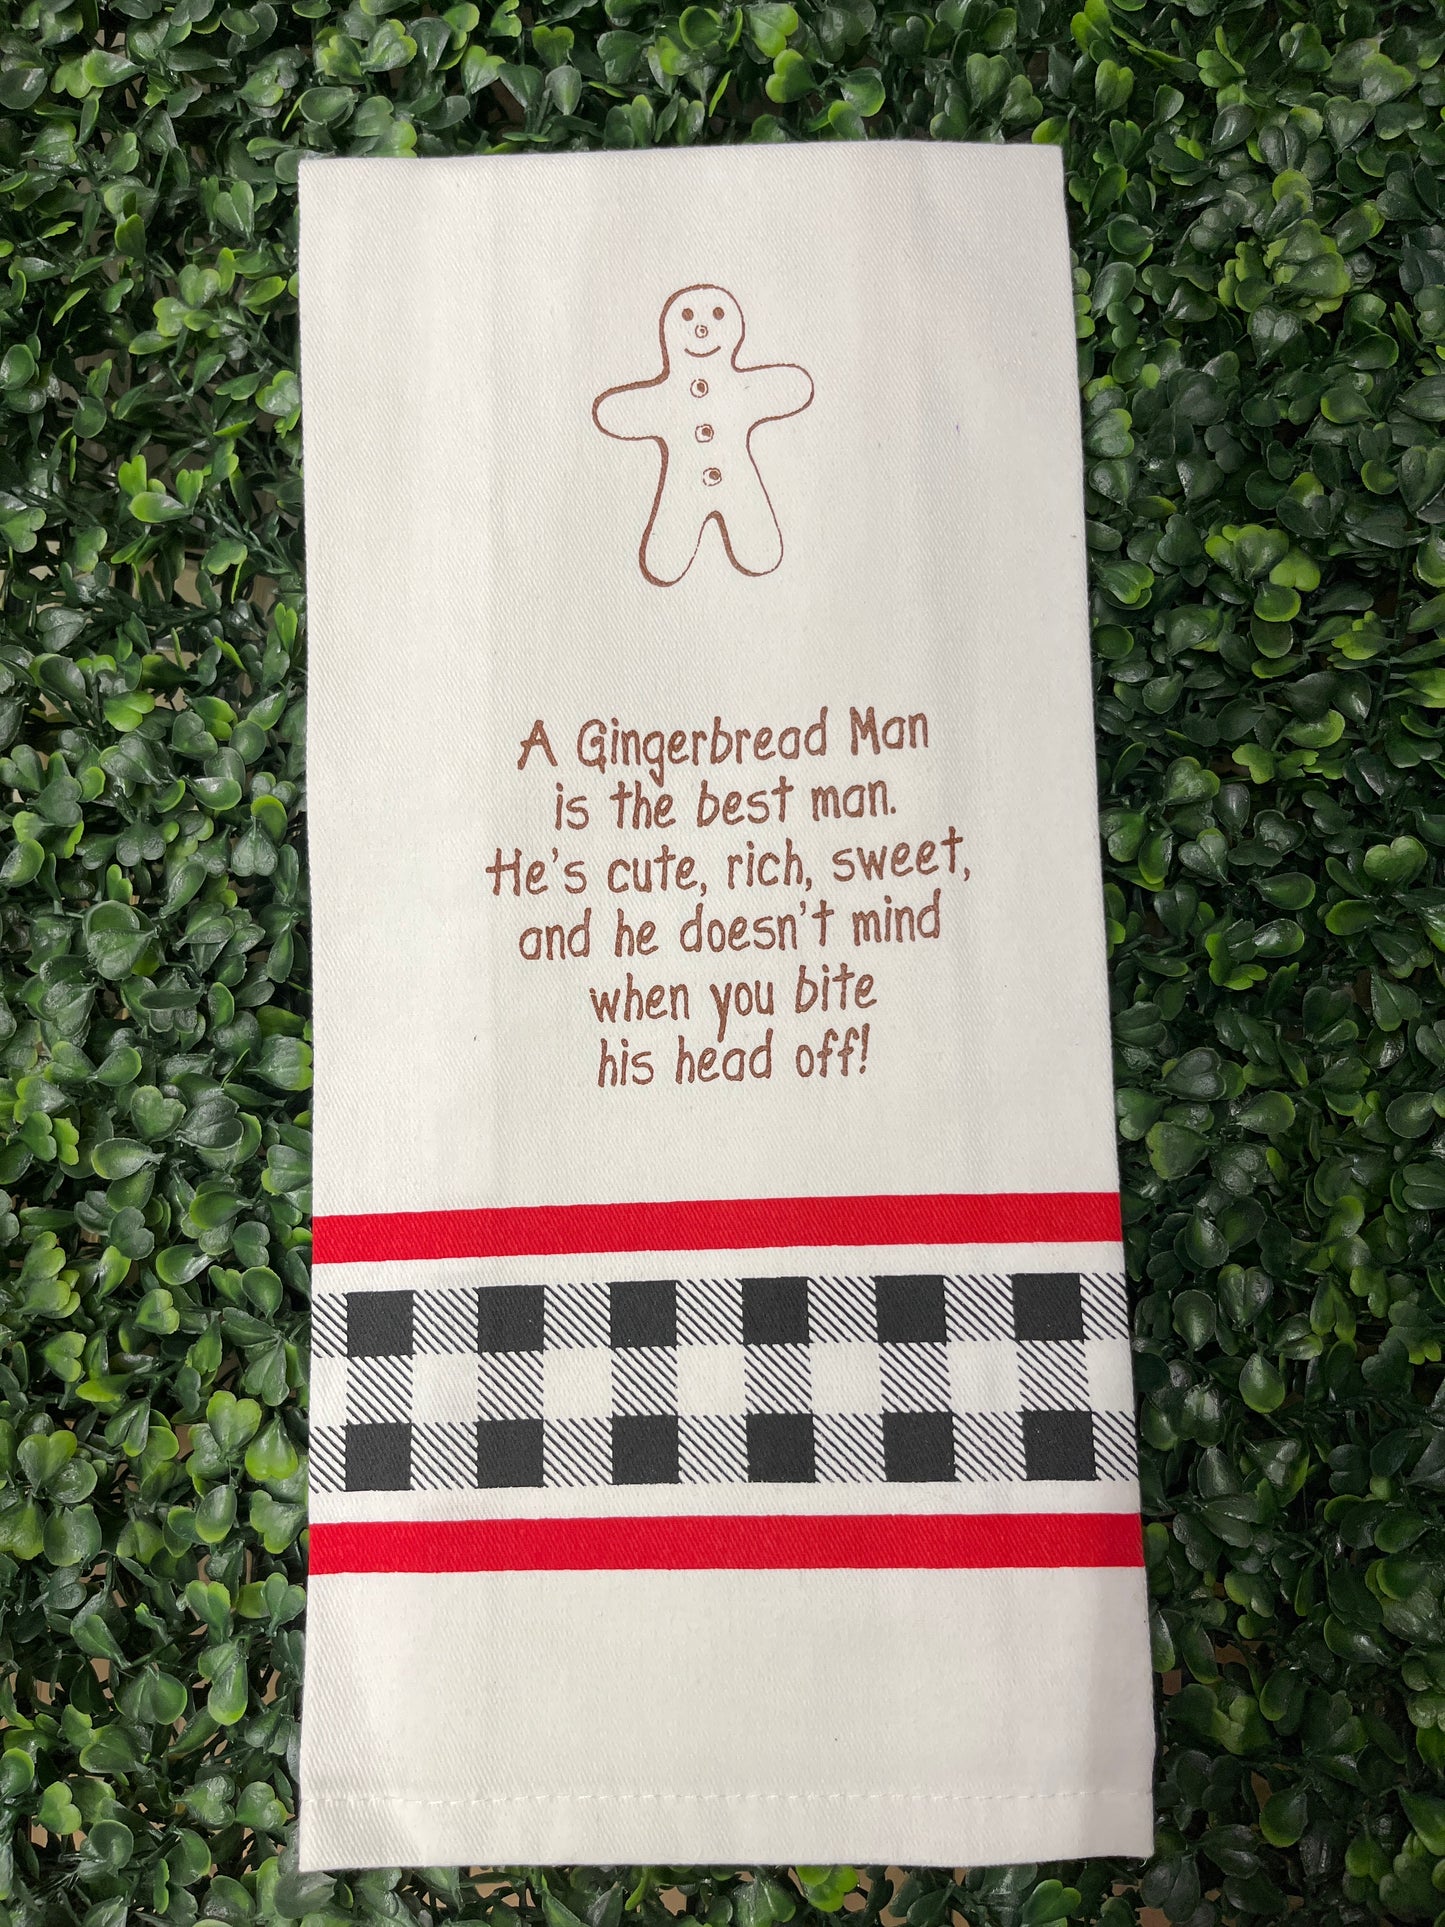 A Gingerbread Man
is the best man.
He's cute, rich, sweet,
and he doesn't mind
when you bite
his head off!